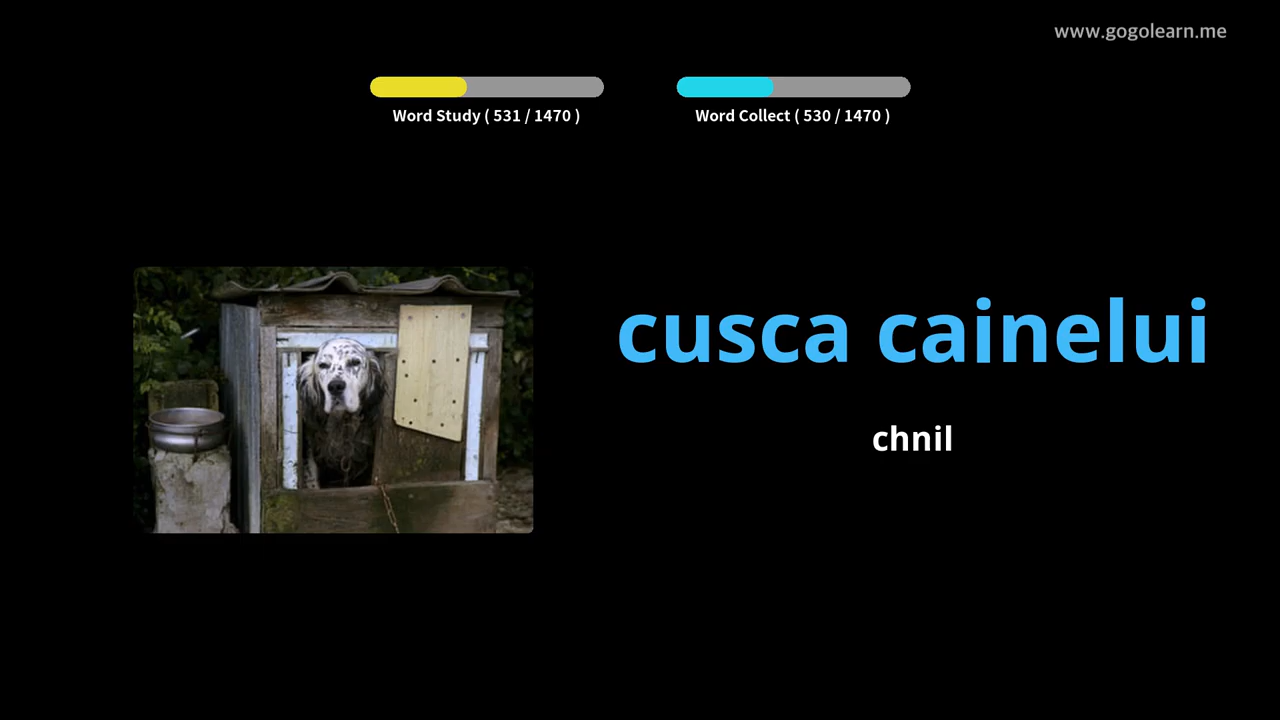 www.gogolearn.me
Word Study ( 531 / 1470 )
Word Collect ( 530 / 1470 )
cusca cainelui
chnil